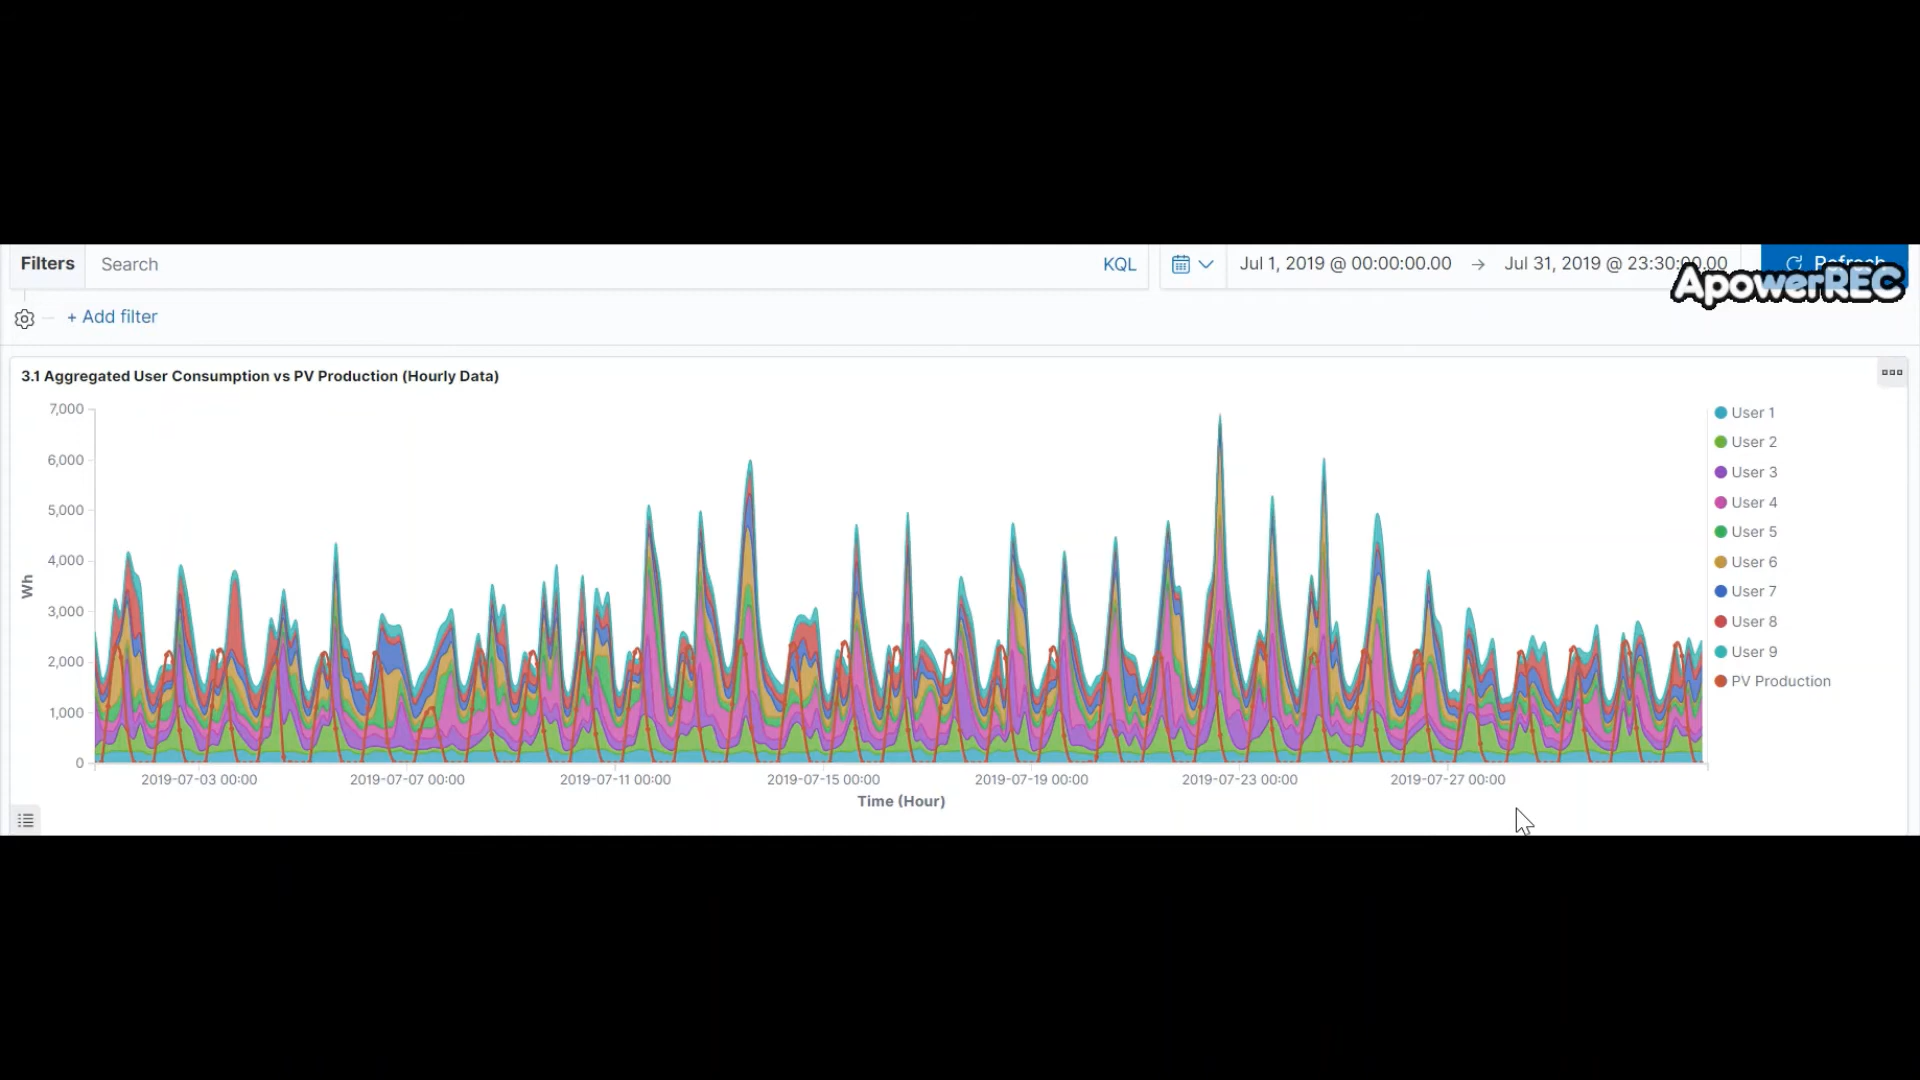 Filters Search KQL Jul 1, 2019 @ 00:00:00.00 → Jul 31, 2019 @ 23:30:00.00 Refresh
ApowerREC
+ Add filter
3.1 Aggregated User Consumption vs PV Production (Hourly Data)
7,000
6,000
5,000
4,000
3,000
2,000
1,000
0
Wh
2019-07-03 00:00 2019-07-07 00:00 2019-07-11 00:00 2019-07-15 00:00 2019-07-19 00:00 2019-07-23 00:00 2019-07-27 00:00
Time (Hour)
User 1
User 2
User 3
User 4
User 5
User 6
User 7
User 8
User 9
PV Production